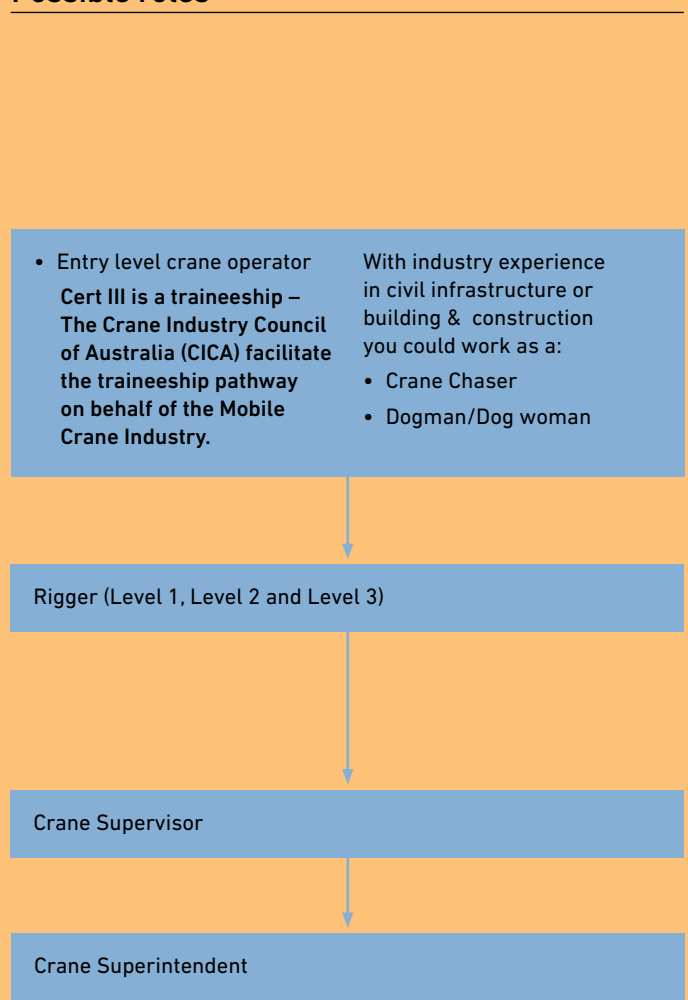 Possible roles
• Entry level crane operator
Cert III is a traineeship –
The Crane Industry Council
of Australia (CICA) facilitate
the traineeship pathway
on behalf of the Mobile
Crane Industry.
With industry experience
in civil infrastructure or
building & construction
you could work as a:
• Crane Chaser
• Dogman/Dog woman
Rigger (Level 1, Level 2 and Level 3)
Crane Supervisor
Crane Superintendent